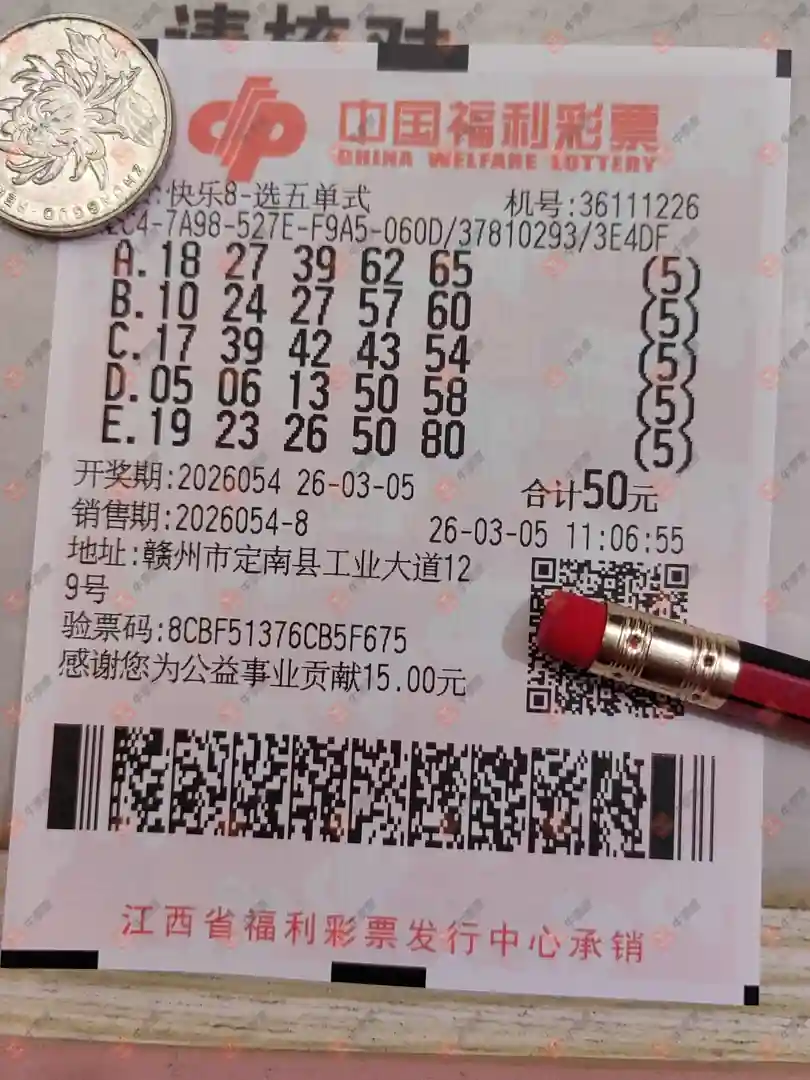 请核对
中国福利彩票
CHINA WELFARE LOTTERY
:快乐8-选五单式 机号:36111226
C4-7A98-527E-F9A5-060D/37810293/3E4DF
A.18 27 39 62 65 (5)
B.10 24 27 57 60 (5)
C.17 39 42 43 54 (5)
D.05 06 13 50 58 (5)
E.19 23 26 50 80 (5)
开奖期:2026054 26-03-05 合计50元
销售期:2026054-8 26-03-05 11:06:55
地址:赣州市定南县工业大道12
9号
验票码:8CBF51376CB5F675
感谢您为公益事业贡献15.00元
江西省福利彩票发行中心承销